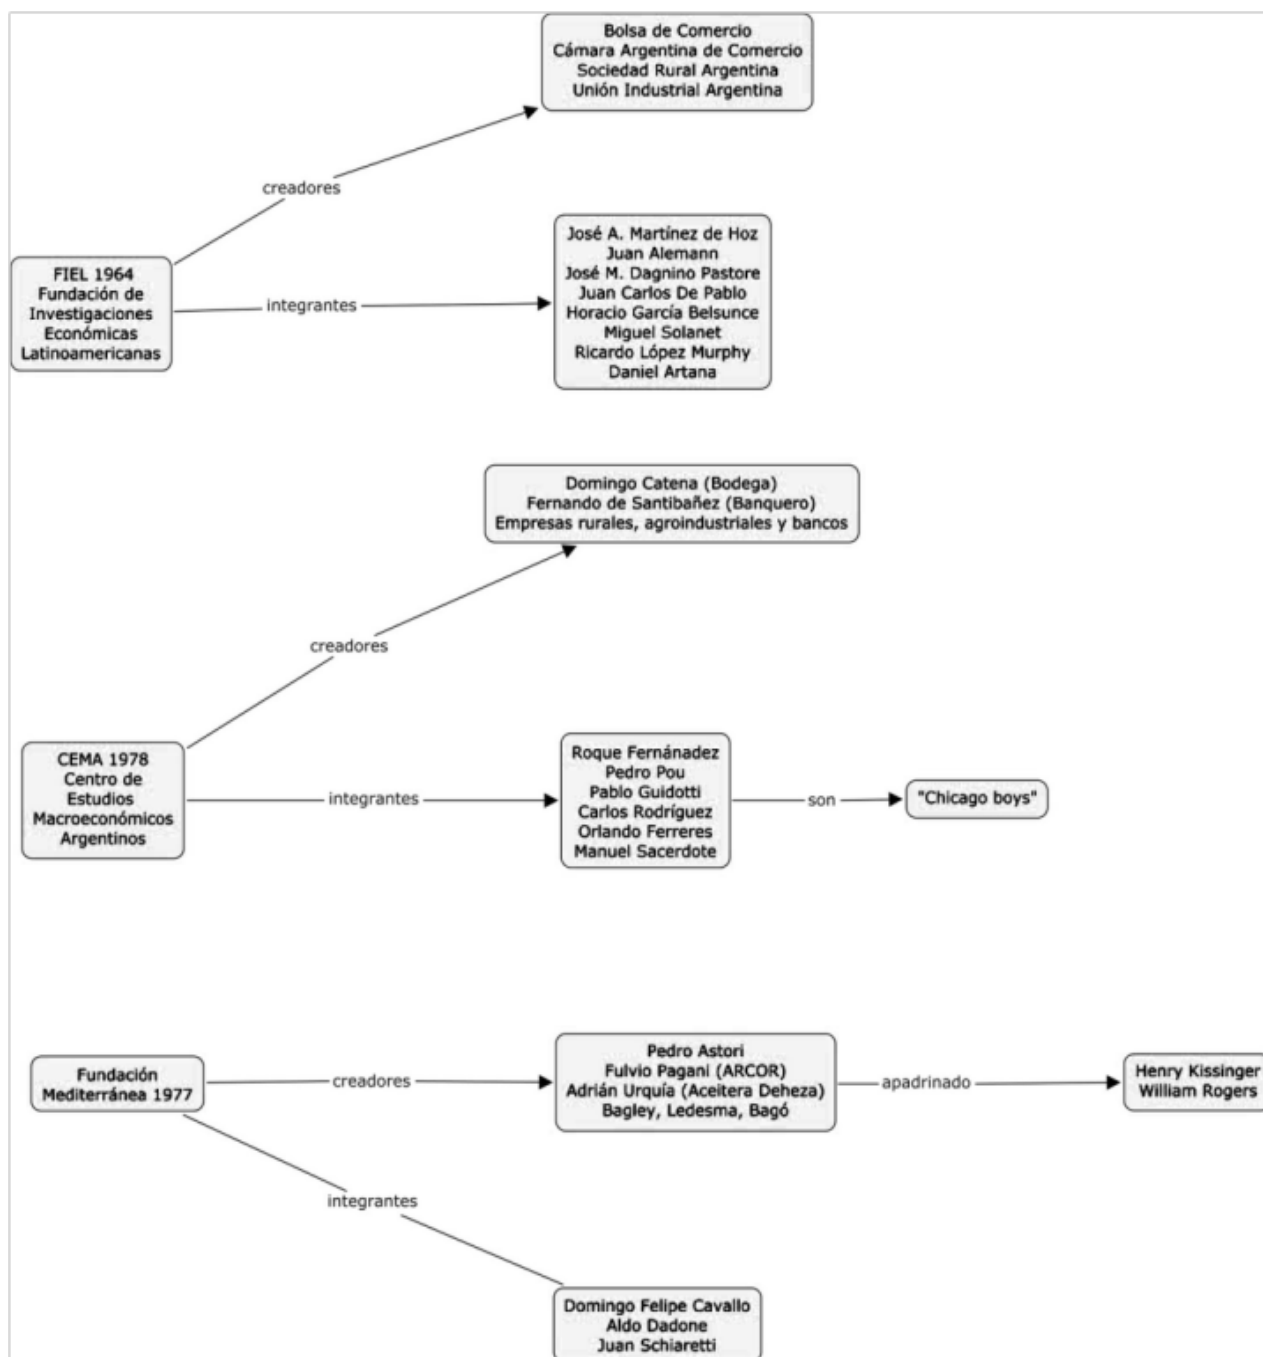 Bolsa de Comercio
Cámara Argentina de Comercio
Sociedad Rural Argentina
Unión Industrial Argentina
creadores
FIEL 1964
Fundación de
Investigaciones
Económicas
Latinoamericanas
integrantes
José A. Martínez de Hoz
Juan Alemann
José M. Dagnino Pastore
Juan Carlos De Pablo
Horacio García Belsunce
Miguel Solanet
Ricardo López Murphy
Daniel Artana
Domingo Catena (Bodega)
Fernando de Santibañez (Banquero)
Empresas rurales, agroindustriales y bancos
creadores
CEMA 1978
Centro de
Estudios
Macroeconómicos
Argentinos
integrantes
Roque Fernánadez
Pedro Pou
Pablo Guidotti
Carlos Rodríguez
Orlando Ferreres
Manuel Sacerdote
son
"Chicago boys"
Fundación
Mediterránea 1977
creadores
Pedro Astori
Fulvio Pagani (ARCOR)
Adrián Urquía (Aceitera Deheza)
Bagley, Ledesma, Bagó
apadrinado
Henry Kissinger
William Rogers
integrantes
Domingo Felipe Cavallo
Aldo Dadone
Juan Schiaretti